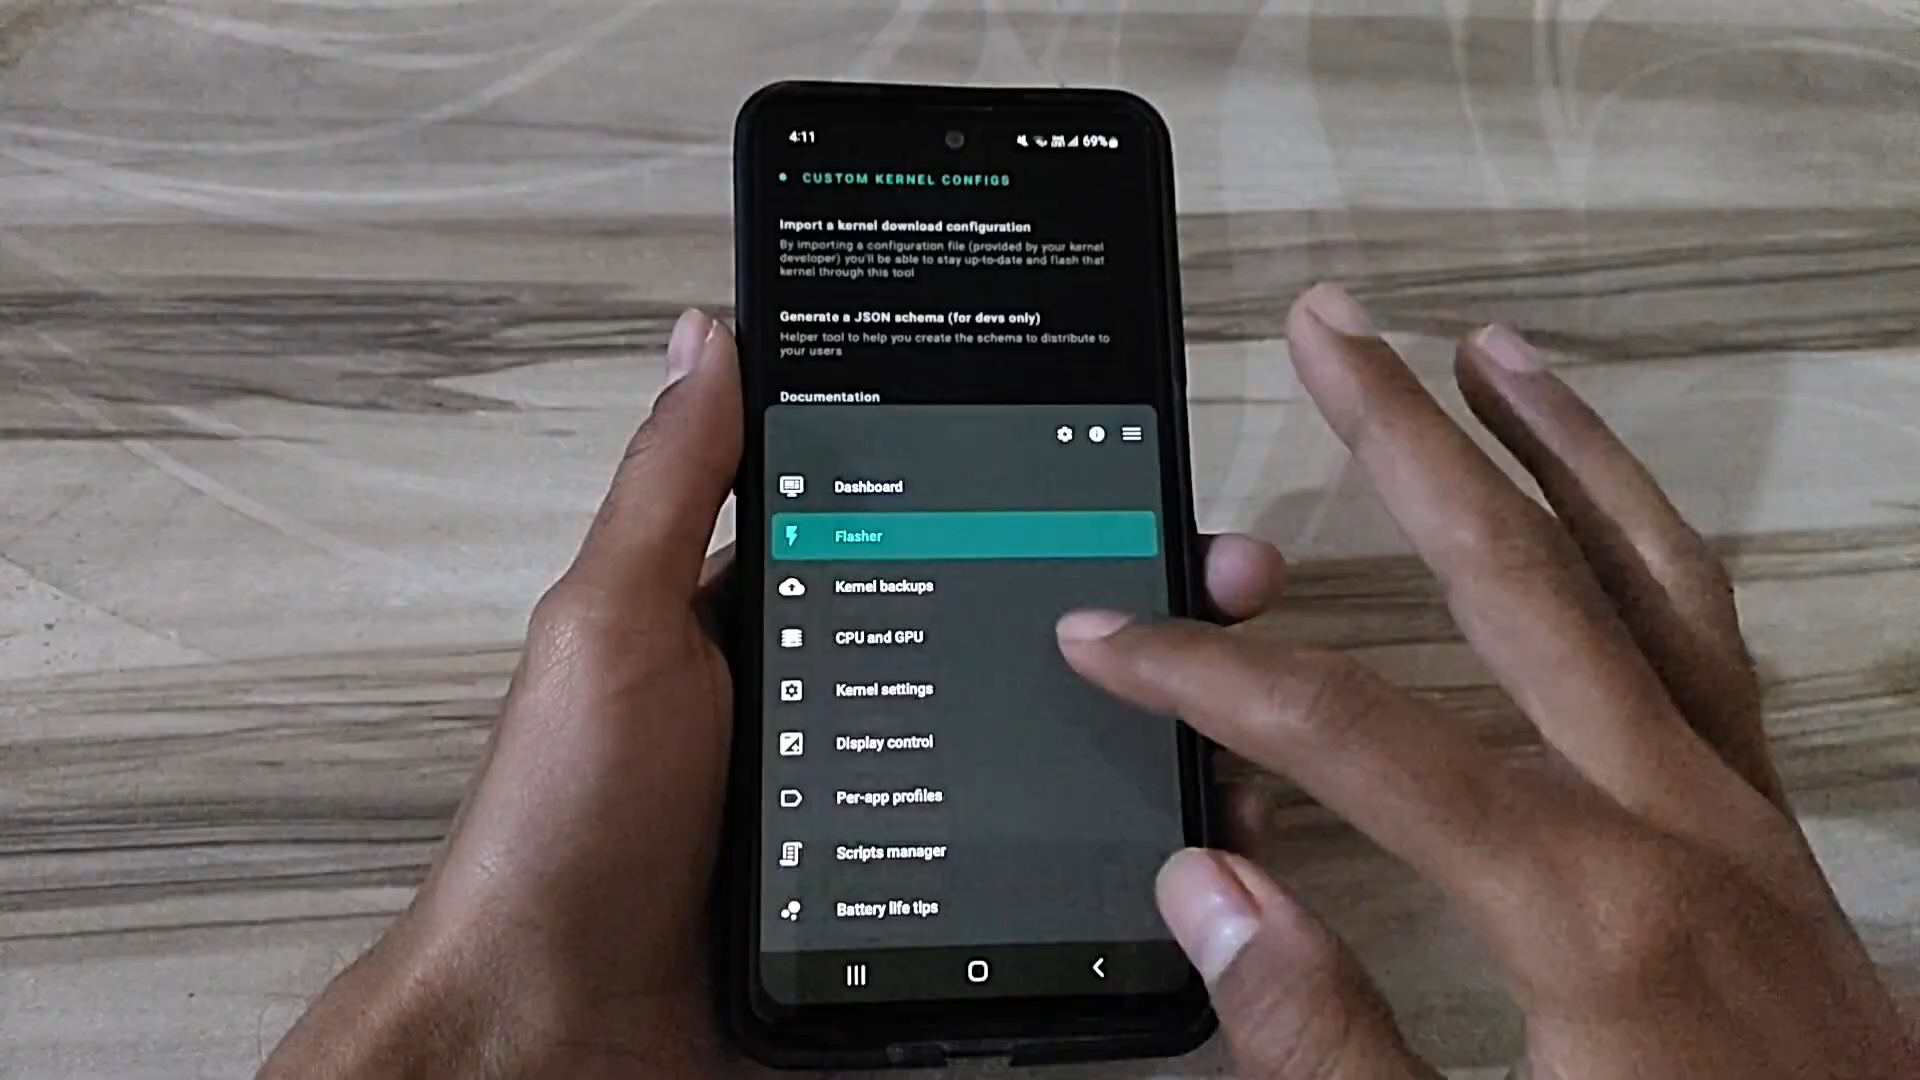 4:11
69%
CUSTOM KERNEL CONFIGS
Import a kernel download configuration
By importing a configuration file (provided by your kernel
developer) you'll be able to stay up-to-date and flash that
kernel through this tool
Generate a JSON schema (for devs only)
Helper tool to help you create the schema to distribute to
your users
Documentation
Dashboard
Flasher
Kernel backups
CPU and GPU
Kernel settings
Display control
Per-app profiles
Scripts manager
Battery life tips